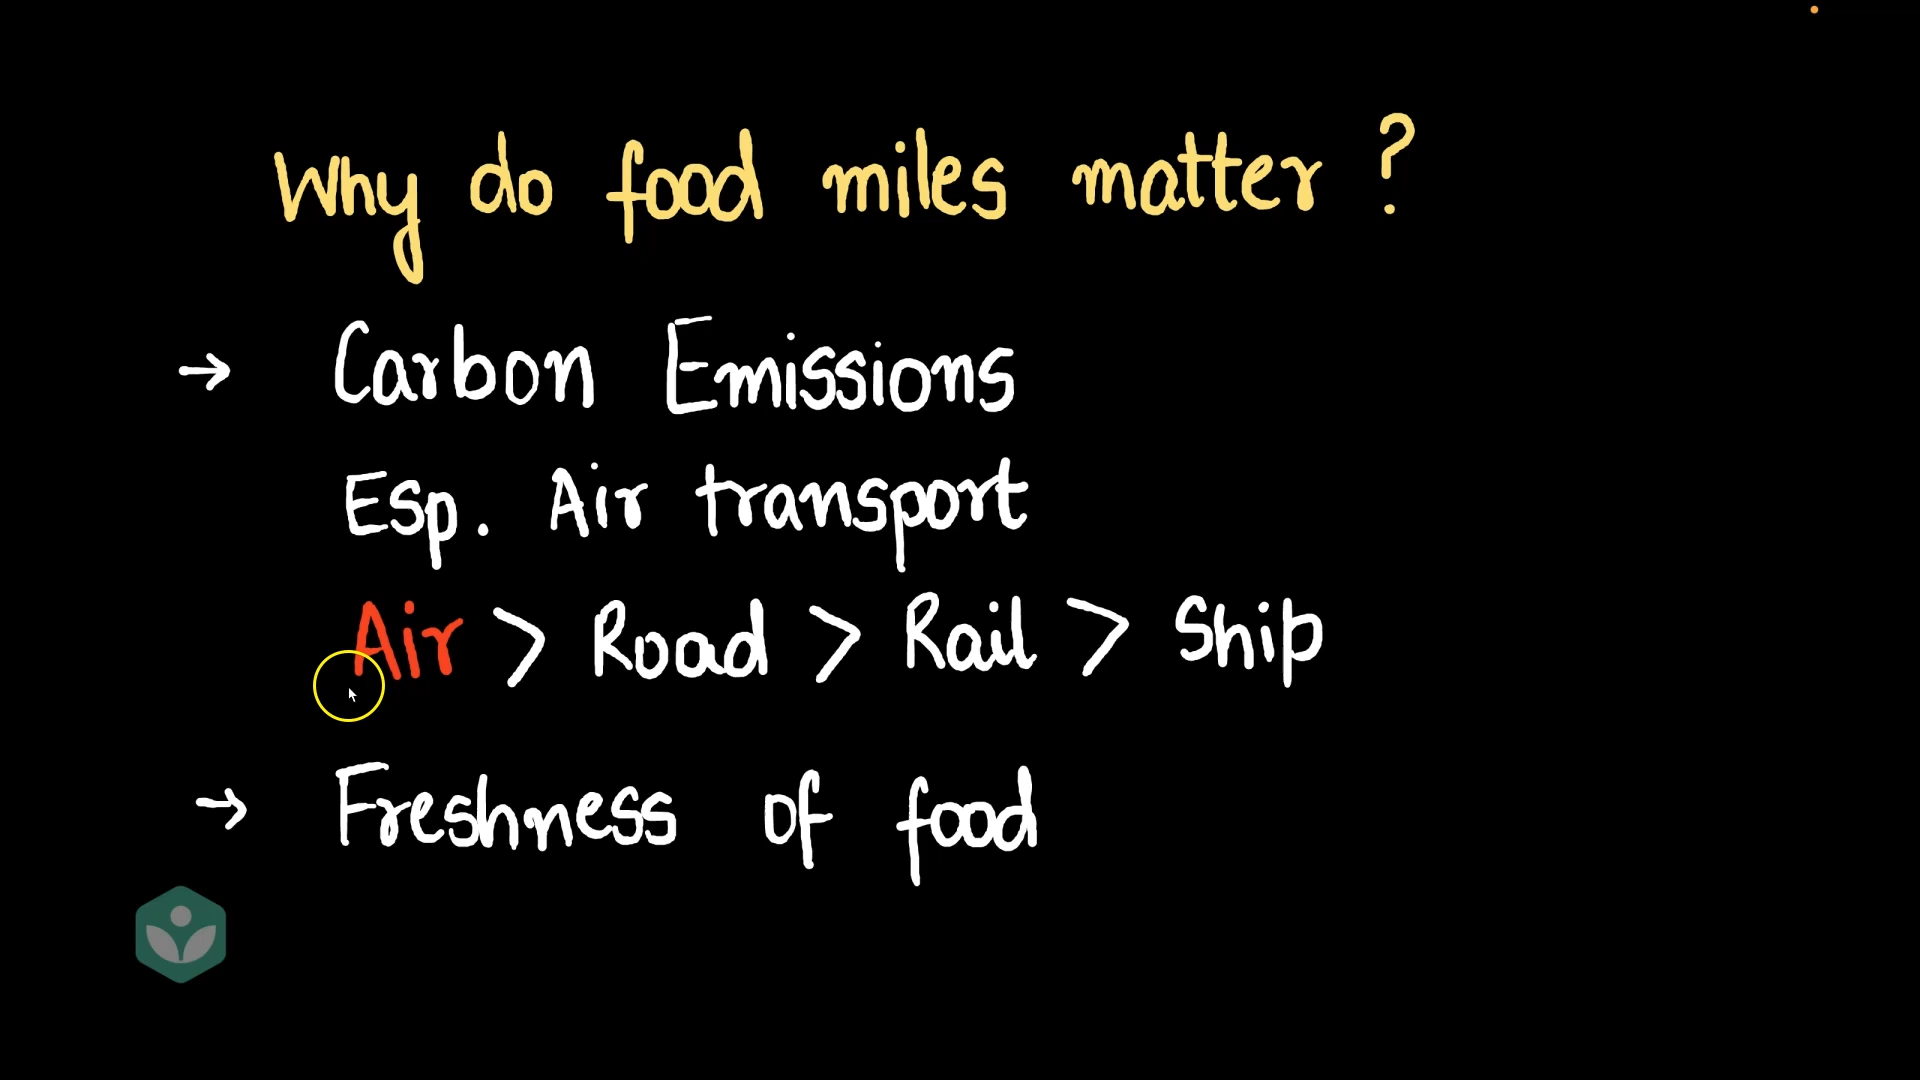 Why do food miles matter ?
→ Carbon Emissions
Esp. Air transport
Air > Road > Rail > Ship
→ Freshness of food